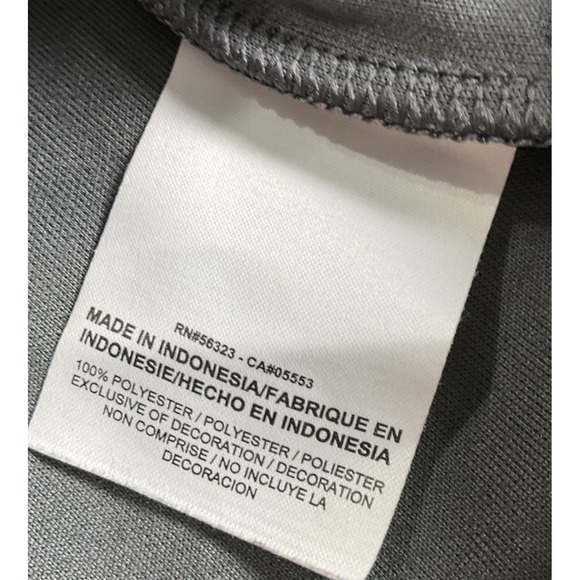 RN#56323 - CA#05553
MADE IN INDONESIA/FABRIQUE EN
INDONESIE/HECHO EN INDONESIA
100% POLYESTER / POLYESTER / POLIESTER
EXCLUSIVE OF DECORATION / DECORATION
NON COMPRISE / NO INCLUYE LA
DECORACION